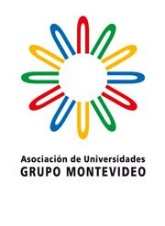 Asociación de Universidades
GRUPO MONTEVIDEO